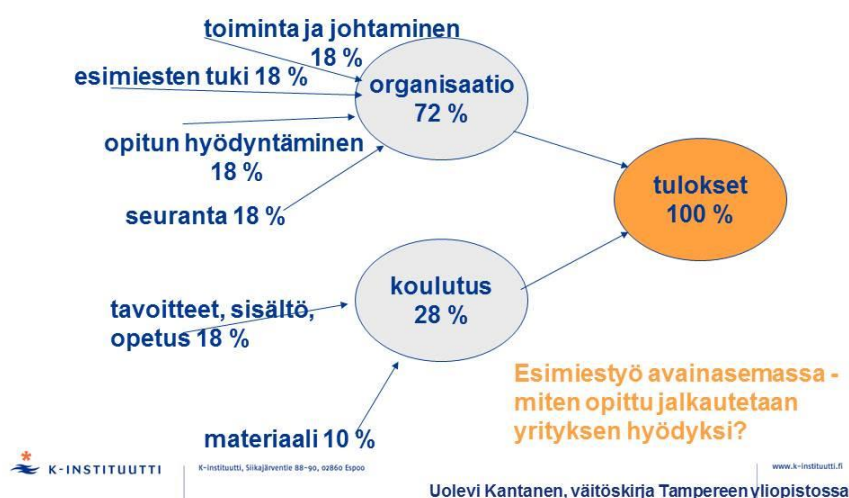 toiminta ja johtaminen
18 %
esimiesten tuki 18 %
organisaatio
72 %
opitun hyödyntäminen
18 %
seuranta 18 %
tulokset
100 %
koulutus
28 %
tavoitteet, sisältö,
opetus 18 %
materiaali 10 %
Esimiestyö avainasemassa -
miten opittu jalkautetaan
yrityksen hyödyksi?
K-INSTITUUTTI
K-instituutti, Siikajärventie 88-90, 02860 Espoo
www.k-instituutti.fi
Uolevi Kantanen, väitöskirja Tampereen yliopistossa